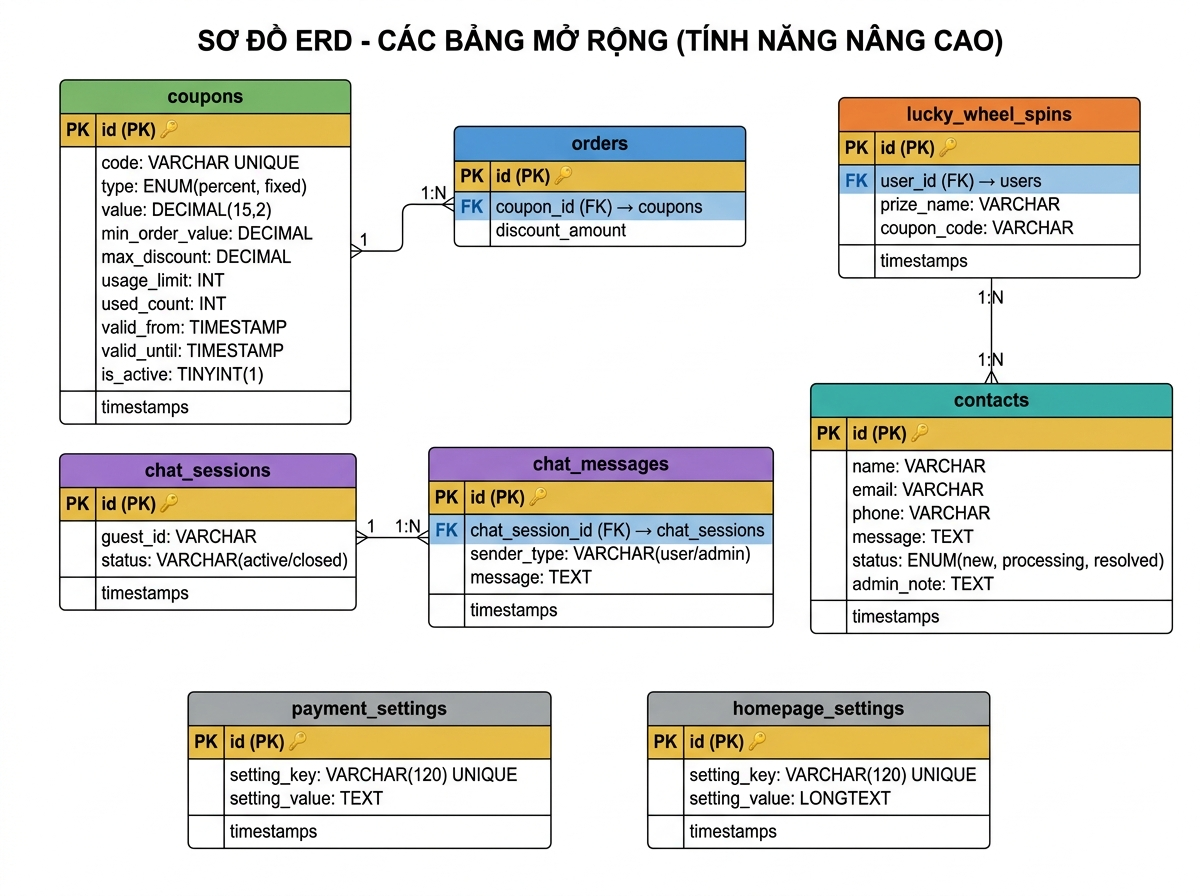 SƠ ĐỒ ERD - CÁC BẢNG MỞ RỘNG (TÍNH NĂNG NÂNG CAO)
coupons
PK id (PK)
code: VARCHAR UNIQUE
type: ENUM(percent, fixed)
value: DECIMAL(15,2)
min_order_value: DECIMAL
max_discount: DECIMAL
usage_limit: INT
used_count: INT
valid_from: TIMESTAMP
valid_until: TIMESTAMP
is_active: TINYINT(1)
timestamps
1
1:N
orders
PK id (PK)
FK coupon_id (FK) → coupons
discount_amount
lucky_wheel_spins
PK id (PK)
FK user_id (FK) → users
prize_name: VARCHAR
coupon_code: VARCHAR
timestamps
1:N
1:N
contacts
PK id (PK)
name: VARCHAR
email: VARCHAR
phone: VARCHAR
message: TEXT
status: ENUM(new, processing, resolved)
admin_note: TEXT
timestamps
chat_sessions
PK id (PK)
guest_id: VARCHAR
status: VARCHAR(active/closed)
timestamps
1 1:N
chat_messages
PK id (PK)
FK chat_session_id (FK) → chat_sessions
sender_type: VARCHAR(user/admin)
message: TEXT
timestamps
payment_settings
PK id (PK)
setting_key: VARCHAR(120) UNIQUE
setting_value: TEXT
timestamps
homepage_settings
PK id (PK)
setting_key: VARCHAR(120) UNIQUE
setting_value: LONGTEXT
timestamps